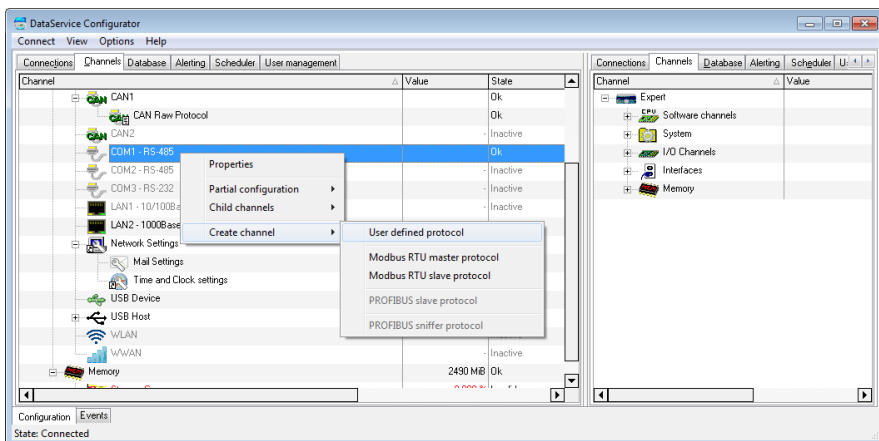 DataService Configurator
Connect View Options Help
Connections Channels Database Alerting Scheduler User management
Channel Value State
CAN1 Ok
CAN Raw Protocol Ok
CAN2 - Inactive
COM1 - RS-485 Ok
COM2 - RS-485 - Inactive
COM3 - RS-232 - Inactive
LAN1 - 10/100Ba - Inactive
LAN2 - 1000Base
Network Settings
Mail Settings
Time and Clock settings
USB Device
USB Host
WLAN
WWAN - Inactive
Memory 2490 MiB Ok
Properties
Partial configuration
Child channels
Create channel
User defined protocol
Modbus RTU master protocol
Modbus RTU slave protocol
PROFIBUS slave protocol
PROFIBUS sniffer protocol
Connections Channels Database Alerting Scheduler
Channel Value
Expert
Software channels
System
I/O Channels
Interfaces
Memory
Configuration Events
State: Connected